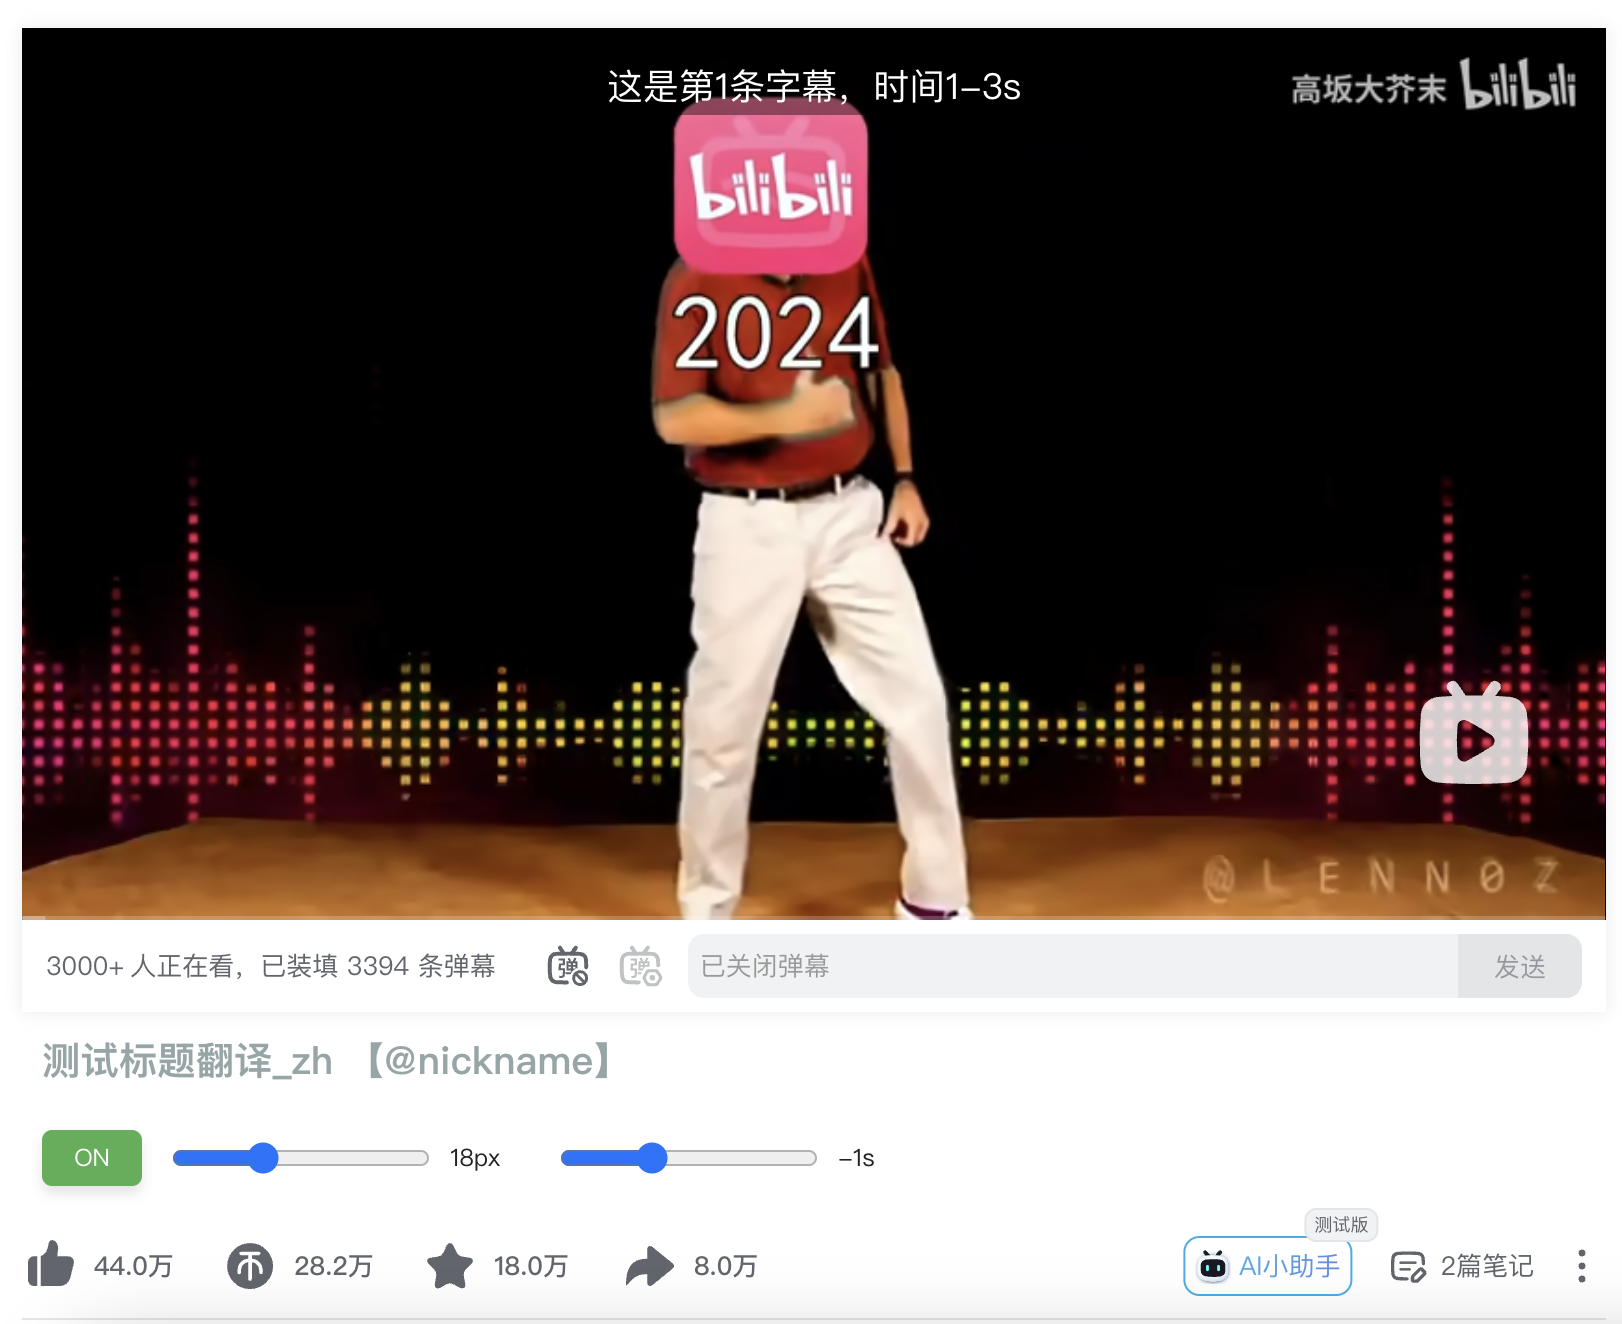 这是第1条字幕，时间1-3s
高坂大芥末 bilibili
bilibili
2024
@LENNØZ
3000+ 人正在看，已装填 3394 条弹幕
弹
弹
已关闭弹幕
发送
测试标题翻译_zh 【@nickname】
ON
18px
-1s
测试版
44.0万
28.2万
18.0万
8.0万
AI小助手
2篇笔记